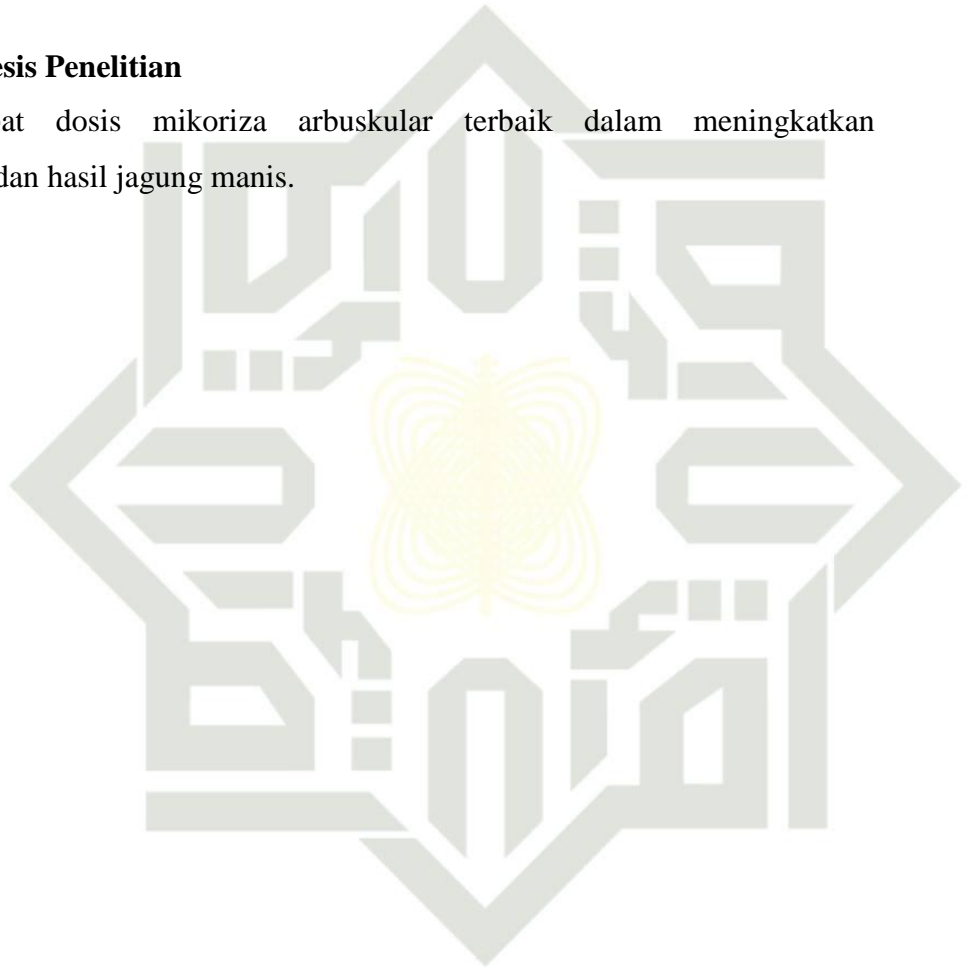 esis Penelitian
at dosis mikoriza arbuskular terbaik dalam meningkatkan
dan hasil jagung manis.